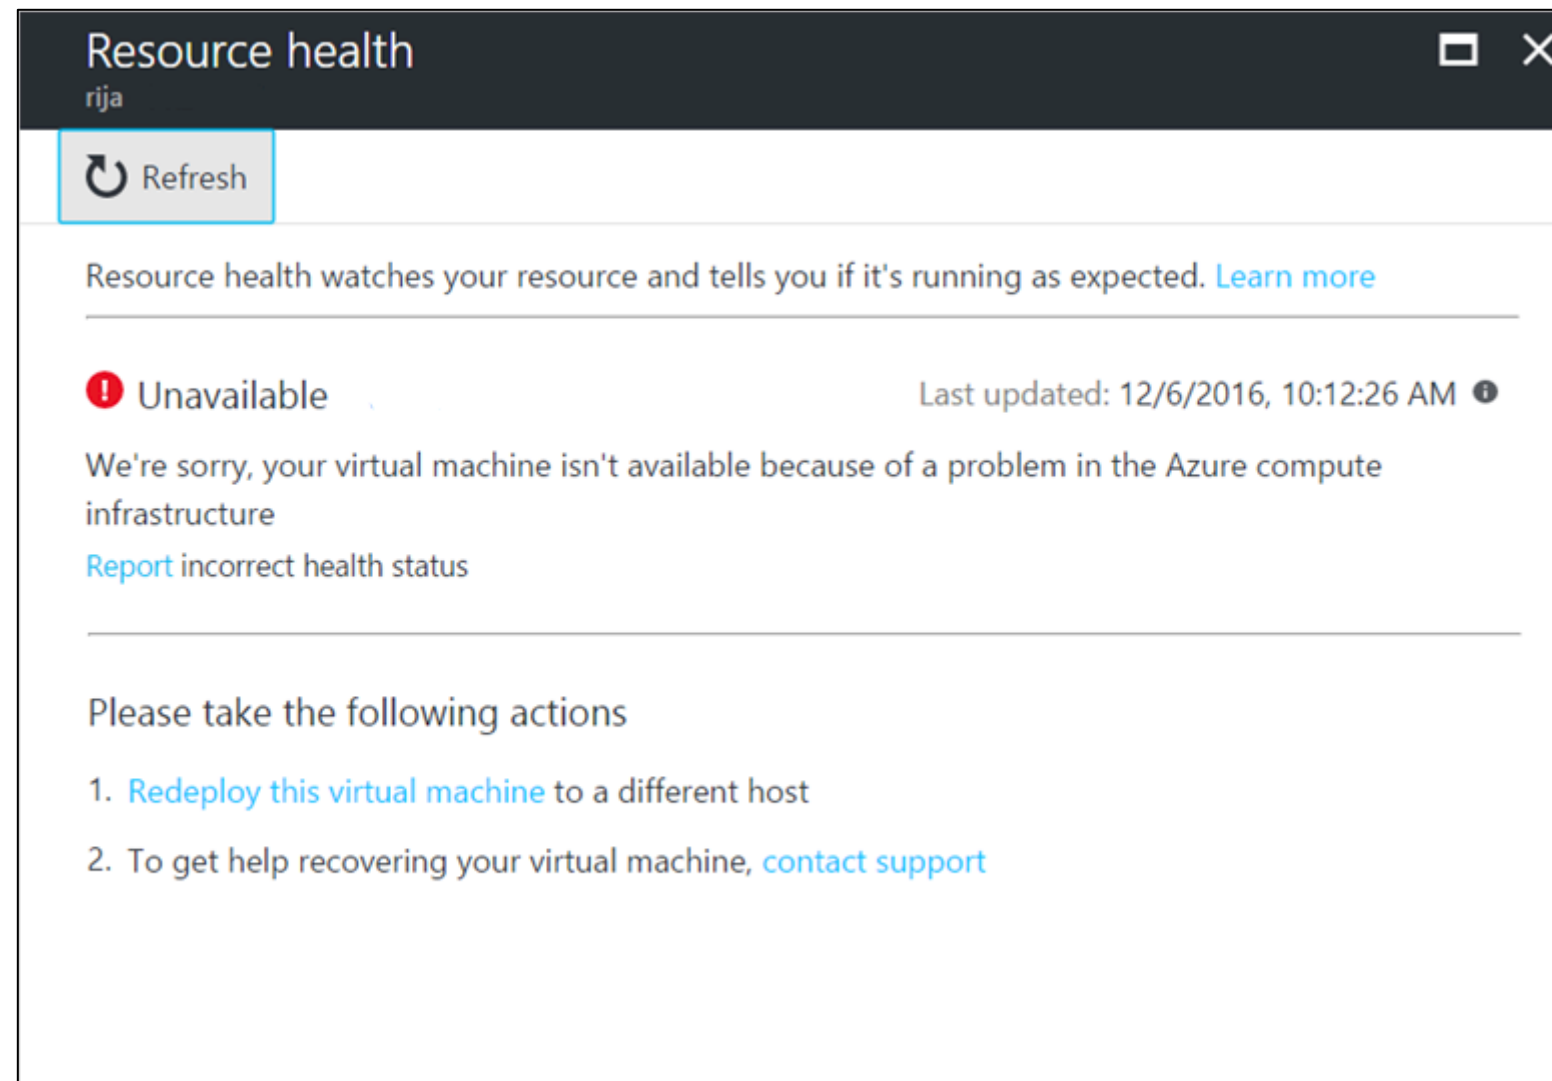 Resource health
rija
Refresh
Resource health watches your resource and tells you if it's running as expected. Learn more
Unavailable
Last updated: 12/6/2016, 10:12:26 AM
We're sorry, your virtual machine isn't available because of a problem in the Azure compute
infrastructure
Report incorrect health status
Please take the following actions
1. Redeploy this virtual machine to a different host
2. To get help recovering your virtual machine, contact support